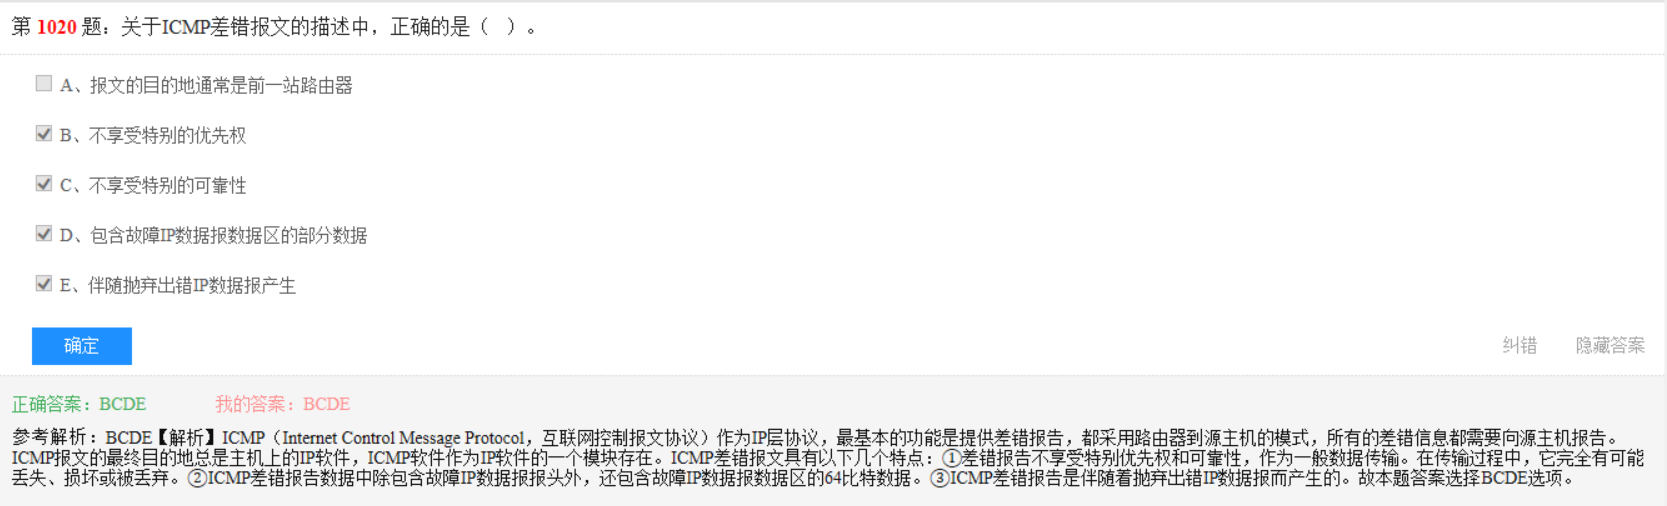 第 1020 题：关于ICMP差错报文的描述中，正确的是（ ）。
A、报文的目的地通常是前一站路由器
B、不享受特别的优先权
C、不享受特别的可靠性
D、包含故障IP数据报数据区的部分数据
E、伴随抛弃出错IP数据报产生
确定 纠错 隐藏答案
正确答案：BCDE 我的答案：BCDE
参考解析：BCDE【解析】ICMP（Internet Control Message Protocol，互联网控制报文协议）作为IP层协议，最基本的功能是提供差错报告，都采用路由器到源主机的模式，所有的差错信息都需要向源主机报告。
ICMP报文的最终目的地总是主机上的IP软件，ICMP软件作为IP软件的一个模块存在。ICMP差错报文具有以下几个特点：①差错报告不享受特别优先权和可靠性，作为一般数据传输。在传输过程中，它完全有可能
丢失、损坏或被丢弃。②ICMP差错报告数据中除包含故障IP数据报报头外，还包含故障IP数据报数据区的64比特数据。③ICMP差错报告是伴随着抛弃出错IP数据报而产生的。故本题答案选择BCDE选项。